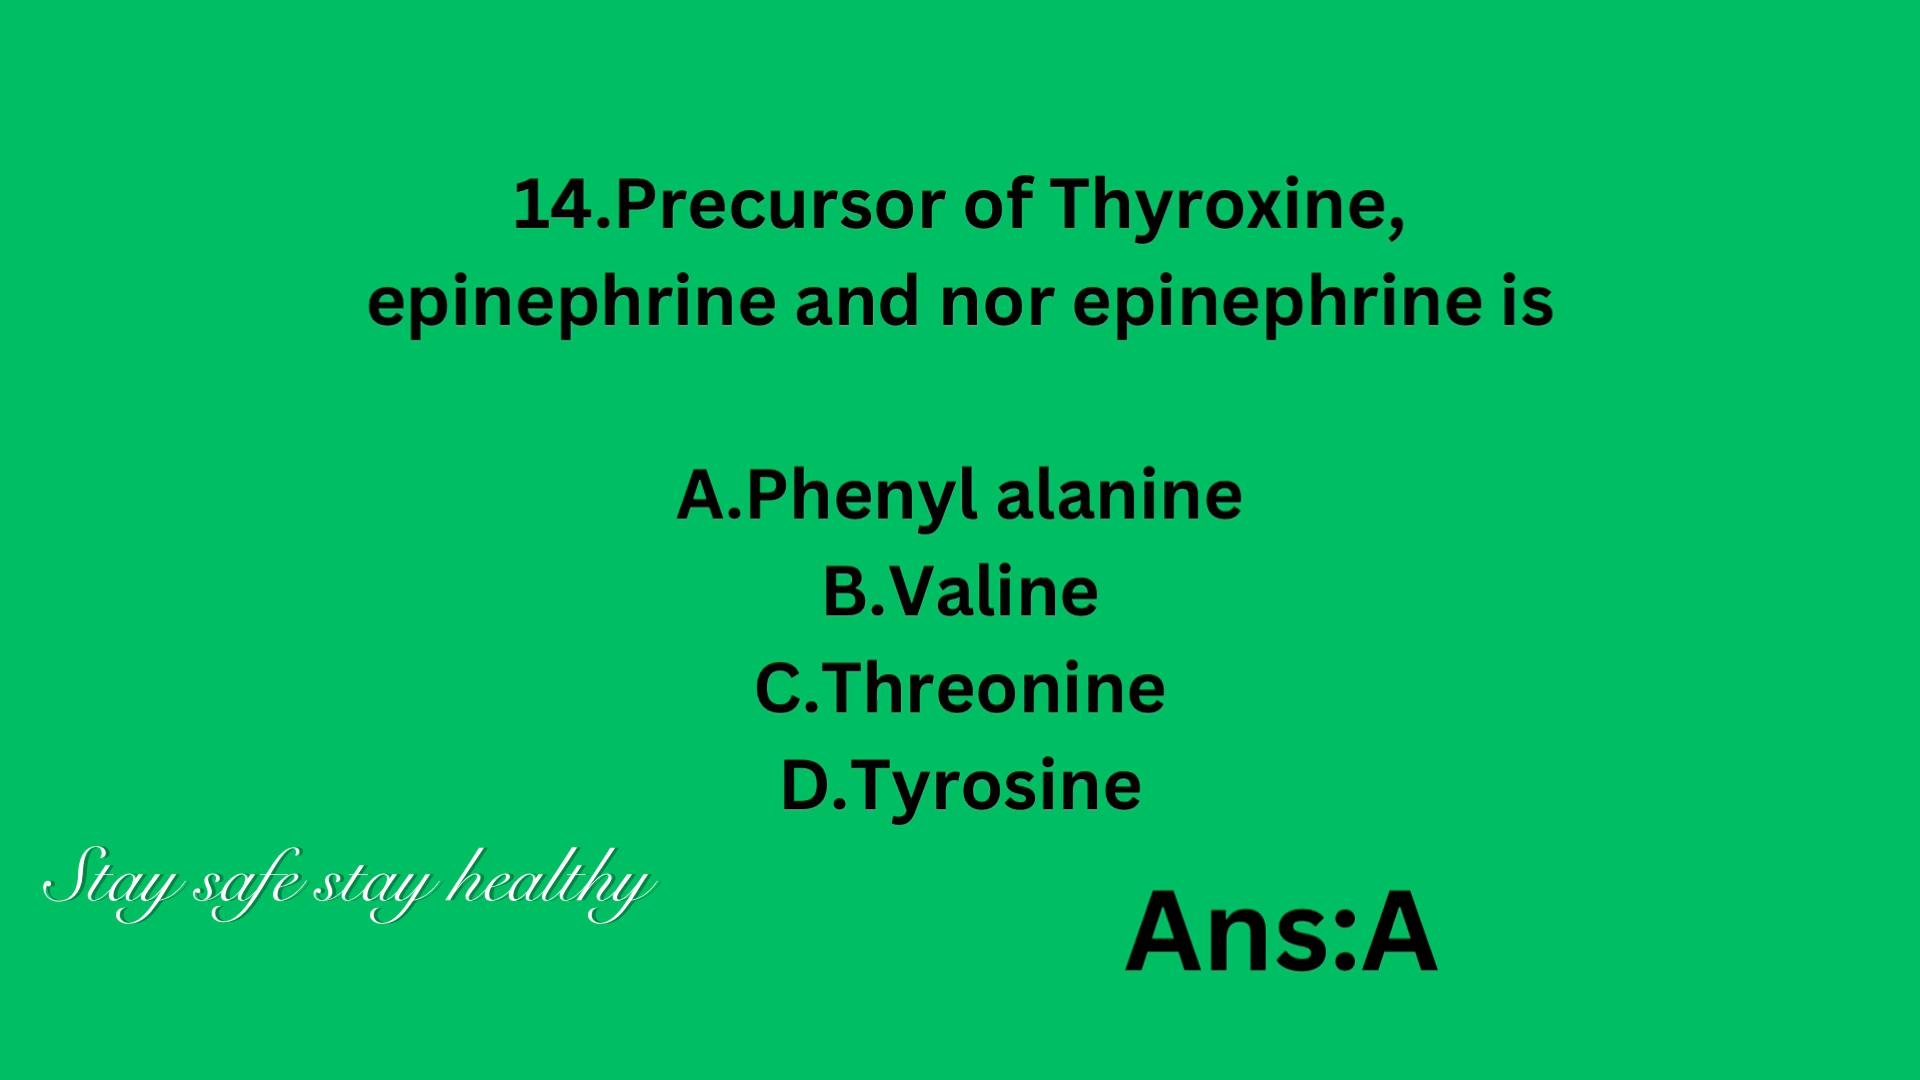 14.Precursor of Thyroxine,
epinephrine and nor epinephrine is
A.Phenyl alanine
B.Valine
C.Threonine
D.Tyrosine
Stay safe stay healthy
Ans:A